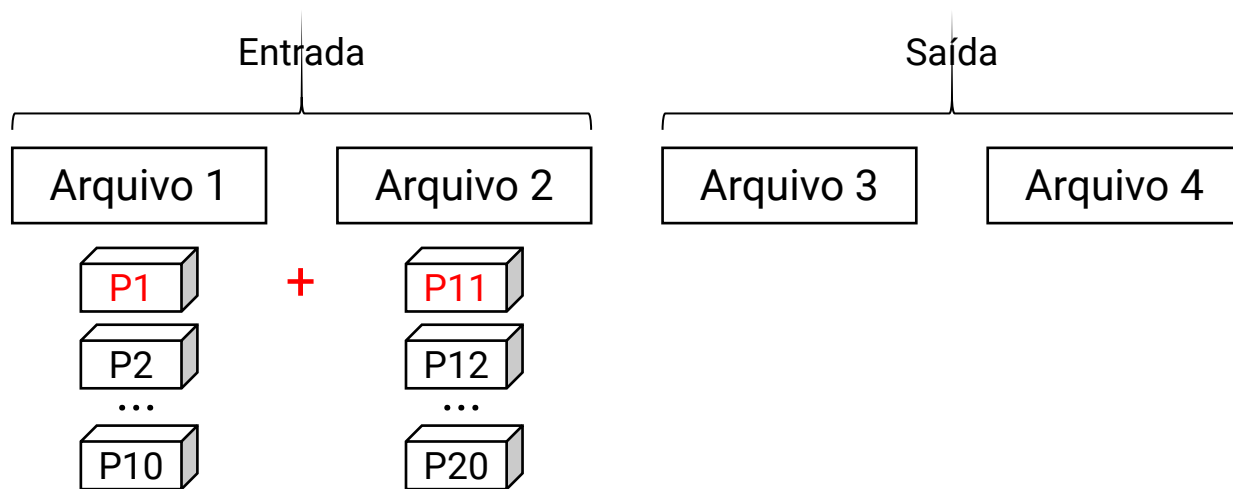 Entrada Saída
Arquivo 1 Arquivo 2 Arquivo 3 Arquivo 4
P1 + P11
P2 P12
... ...
P10 P20